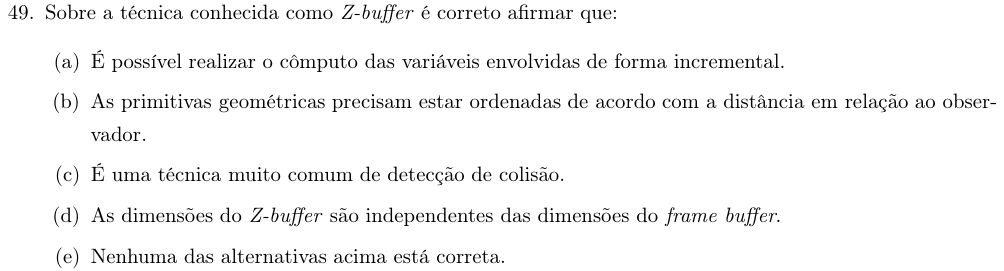 49. Sobre a técnica conhecida como Z-buffer é correto afirmar que:
(a) É possível realizar o cômputo das variáveis envolvidas de forma incremental.
(b) As primitivas geométricas precisam estar ordenadas de acordo com a distância em relação ao obser-
vador.
(c) É uma técnica muito comum de detecção de colisão.
(d) As dimensões do Z-buffer são independentes das dimensões do frame buffer.
(e) Nenhuma das alternativas acima está correta.